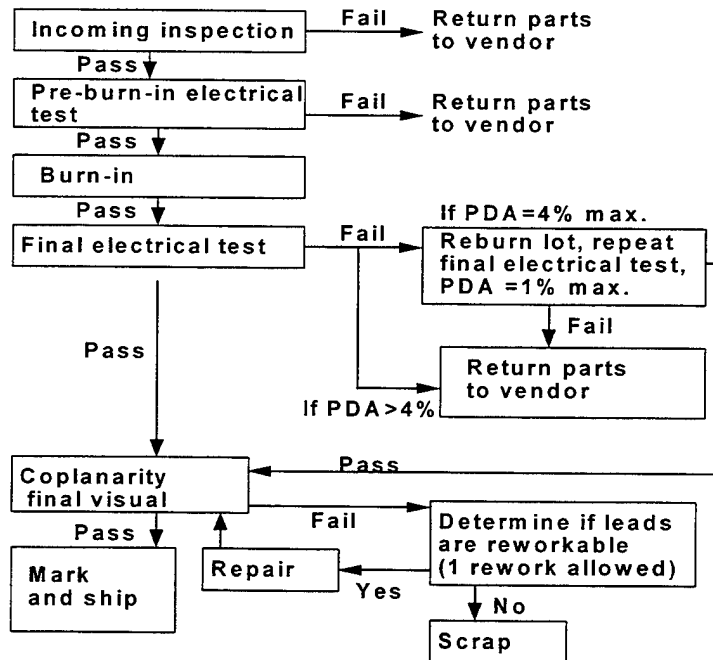 Incoming inspection
Fail
Return parts
to vendor
Pass
Pre-burn-in electrical
test
Fail
Return parts
to vendor
Pass
Burn-in
Pass
Final electrical test
Fail
If PDA=4% max.
Reburn lot, repeat
final electrical test,
PDA =1% max.
Fail
Pass
Return parts
to vendor
If PDA>4%
Pass
Coplanarity
final visual
Fail
Determine if leads
are reworkable
(1 rework allowed)
Pass
Mark
and ship
Repair
Yes
No
Scrap